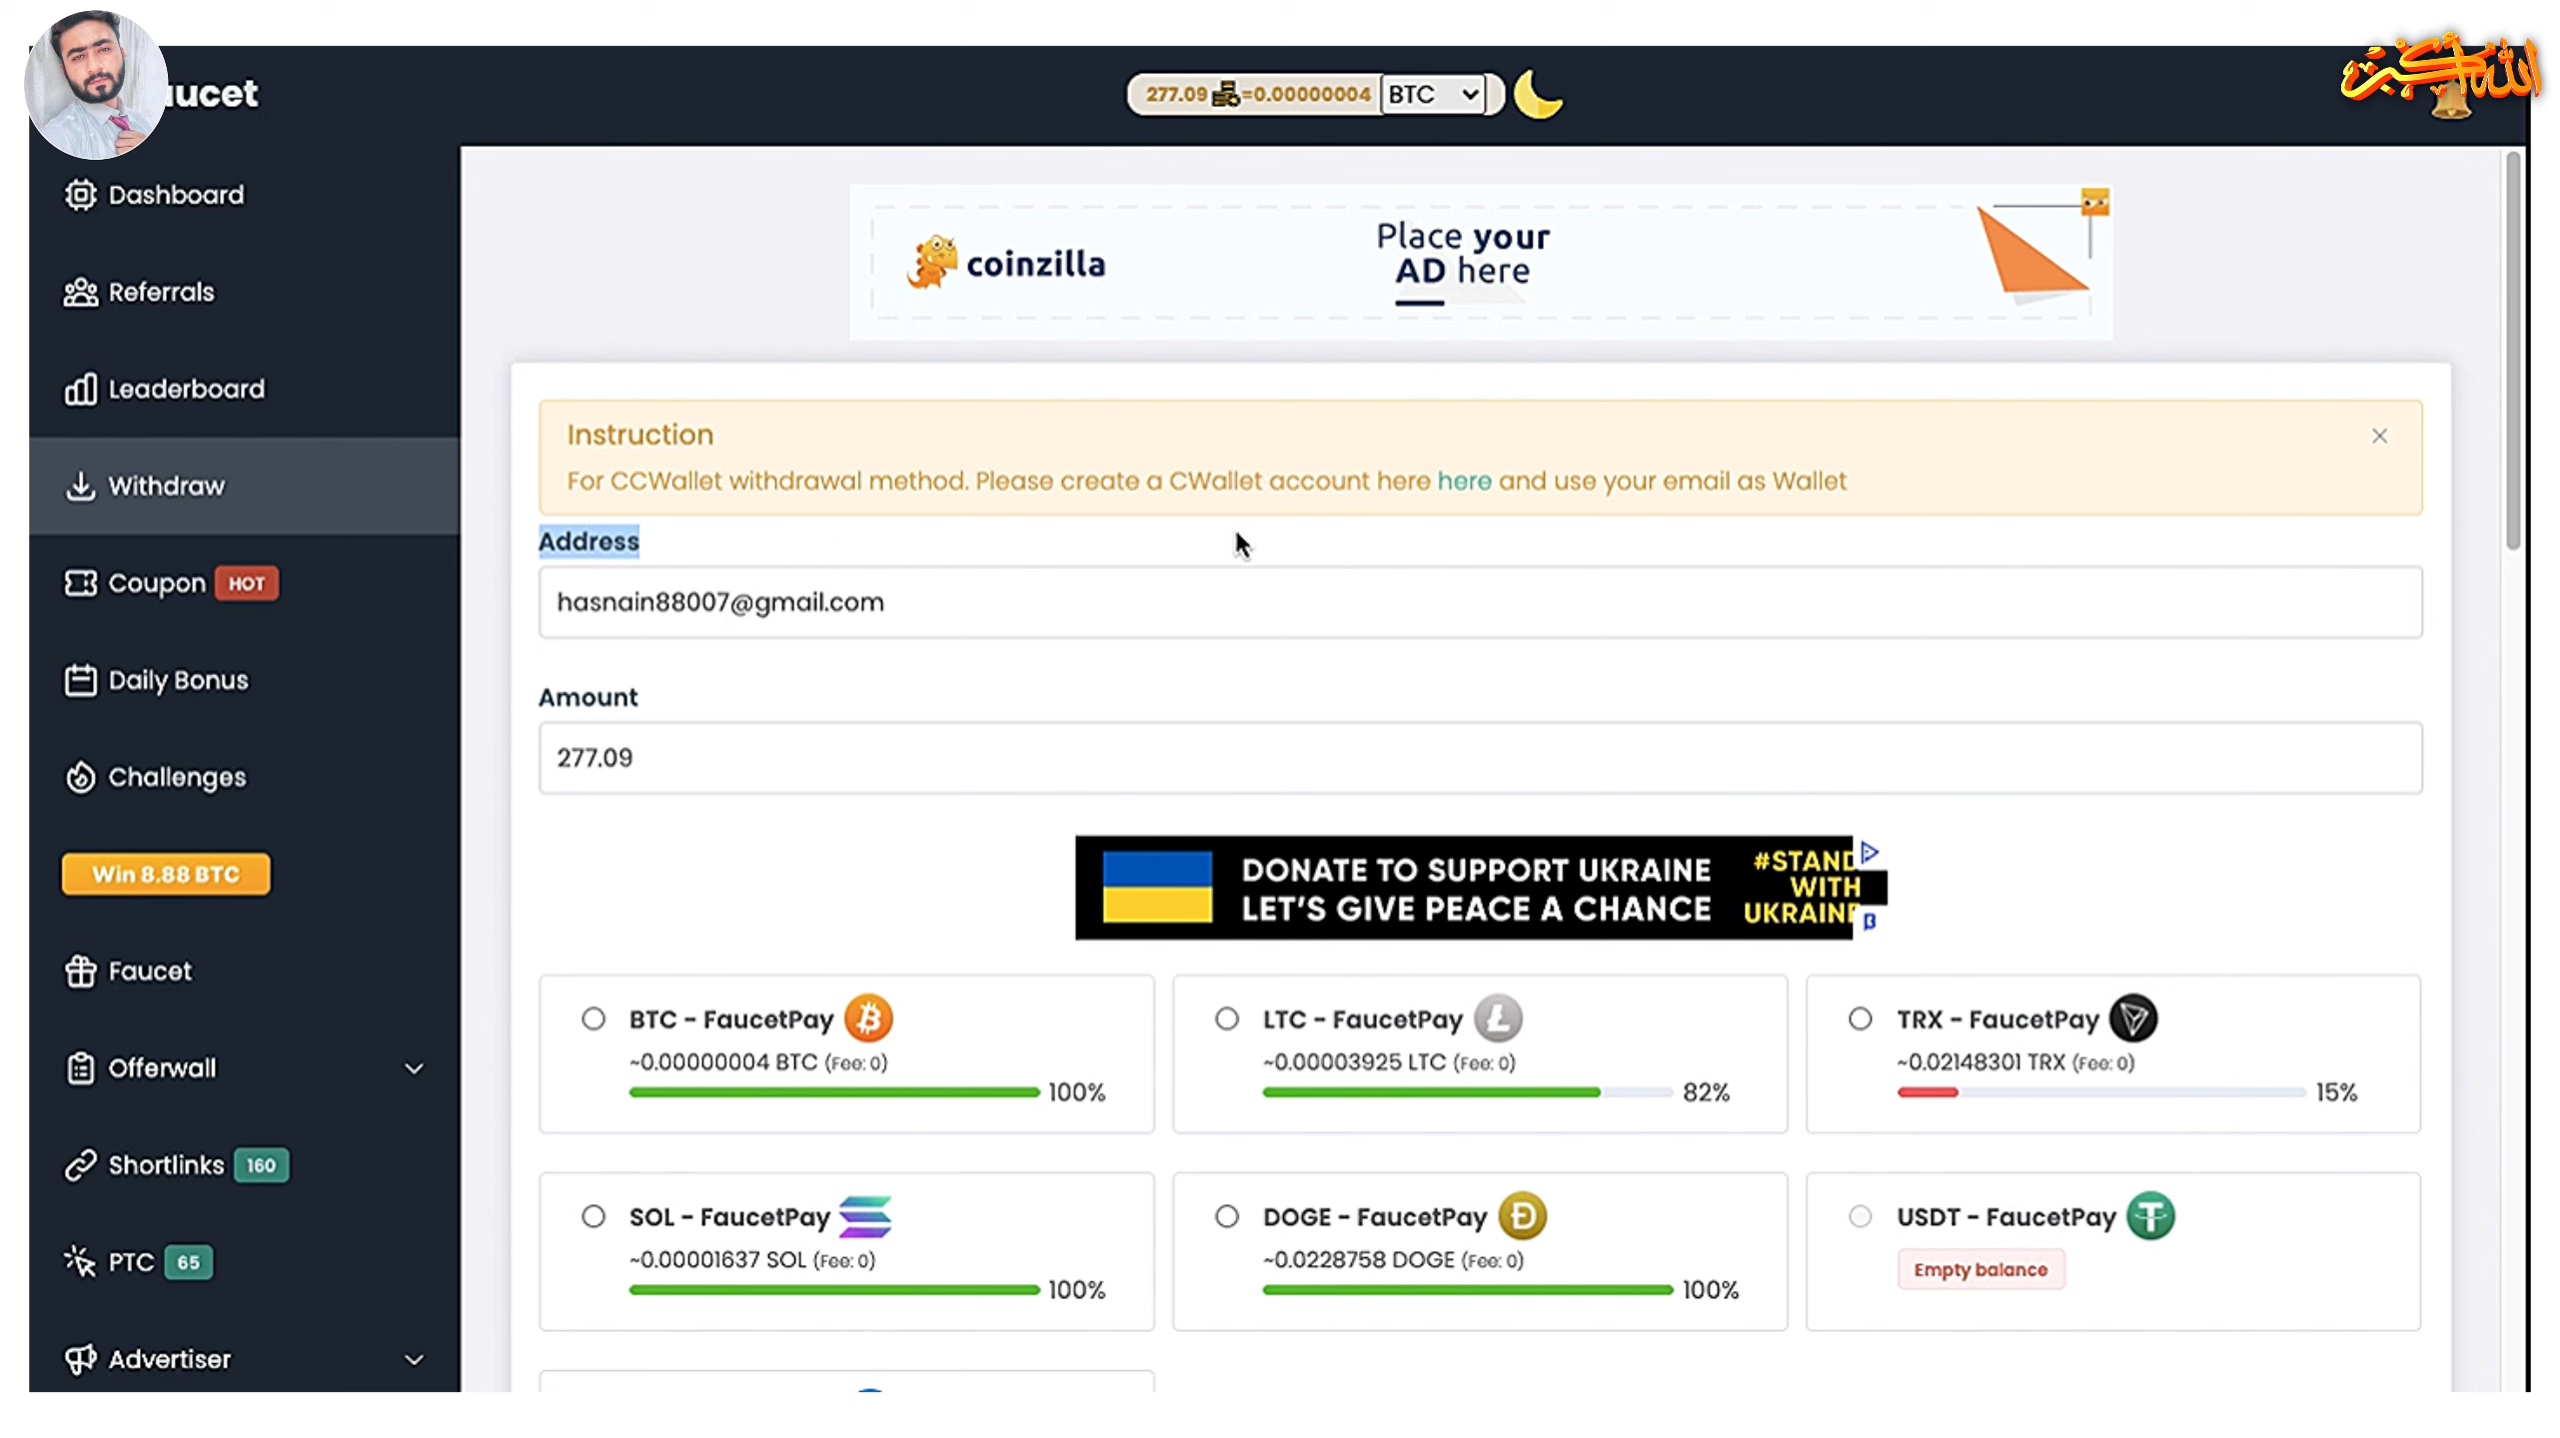 ucet
277.09 =0.00000004 BTC
الله أكبر
Dashboard
Referrals
Leaderboard
Withdraw
Coupon HOT
Daily Bonus
Challenges
Win 8.88 BTC
Faucet
Offerwall
Shortlinks 160
PTC 65
Advertiser
coinzilla
Place your
AD here
Instruction
For CCWallet withdrawal method. Please create a CWallet account here here and use your email as Wallet
Address
hasnain88007@gmail.com
Amount
277.09
DONATE TO SUPPORT UKRAINE
LET'S GIVE PEACE A CHANCE
#STAND
WITH
UKRAINE
BTC - FaucetPay
~0.00000004 BTC (Fee: 0)
100%
LTC - FaucetPay
~0.00003925 LTC (Fee: 0)
82%
TRX - FaucetPay
~0.02148301 TRX (Fee: 0)
15%
SOL - FaucetPay
~0.00001637 SOL (Fee: 0)
100%
DOGE - FaucetPay
~0.0228758 DOGE (Fee: 0)
100%
USDT - FaucetPay
Empty balance